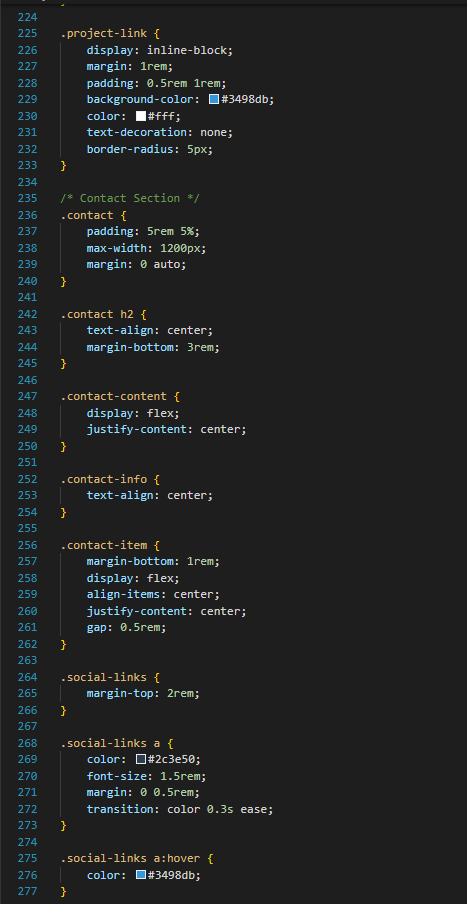 224
225 .project-link {
226     display: inline-block;
227     margin: 1rem;
228     padding: 0.5rem 1rem;
229     background-color: #3498db;
230     color: #fff;
231     text-decoration: none;
232     border-radius: 5px;
233 }
234
235 /* Contact Section */
236 .contact {
237     padding: 5rem 5%;
238     max-width: 1200px;
239     margin: 0 auto;
240 }
241
242 .contact h2 {
243     text-align: center;
244     margin-bottom: 3rem;
245 }
246
247 .contact-content {
248     display: flex;
249     justify-content: center;
250 }
251
252 .contact-info {
253     text-align: center;
254 }
255
256 .contact-item {
257     margin-bottom: 1rem;
258     display: flex;
259     align-items: center;
260     justify-content: center;
261     gap: 0.5rem;
262 }
263
264 .social-links {
265     margin-top: 2rem;
266 }
267
268 .social-links a {
269     color: #2c3e50;
270     font-size: 1.5rem;
271     margin: 0 0.5rem;
272     transition: color 0.3s ease;
273 }
274
275 .social-links a:hover {
276     color: #3498db;
277 }